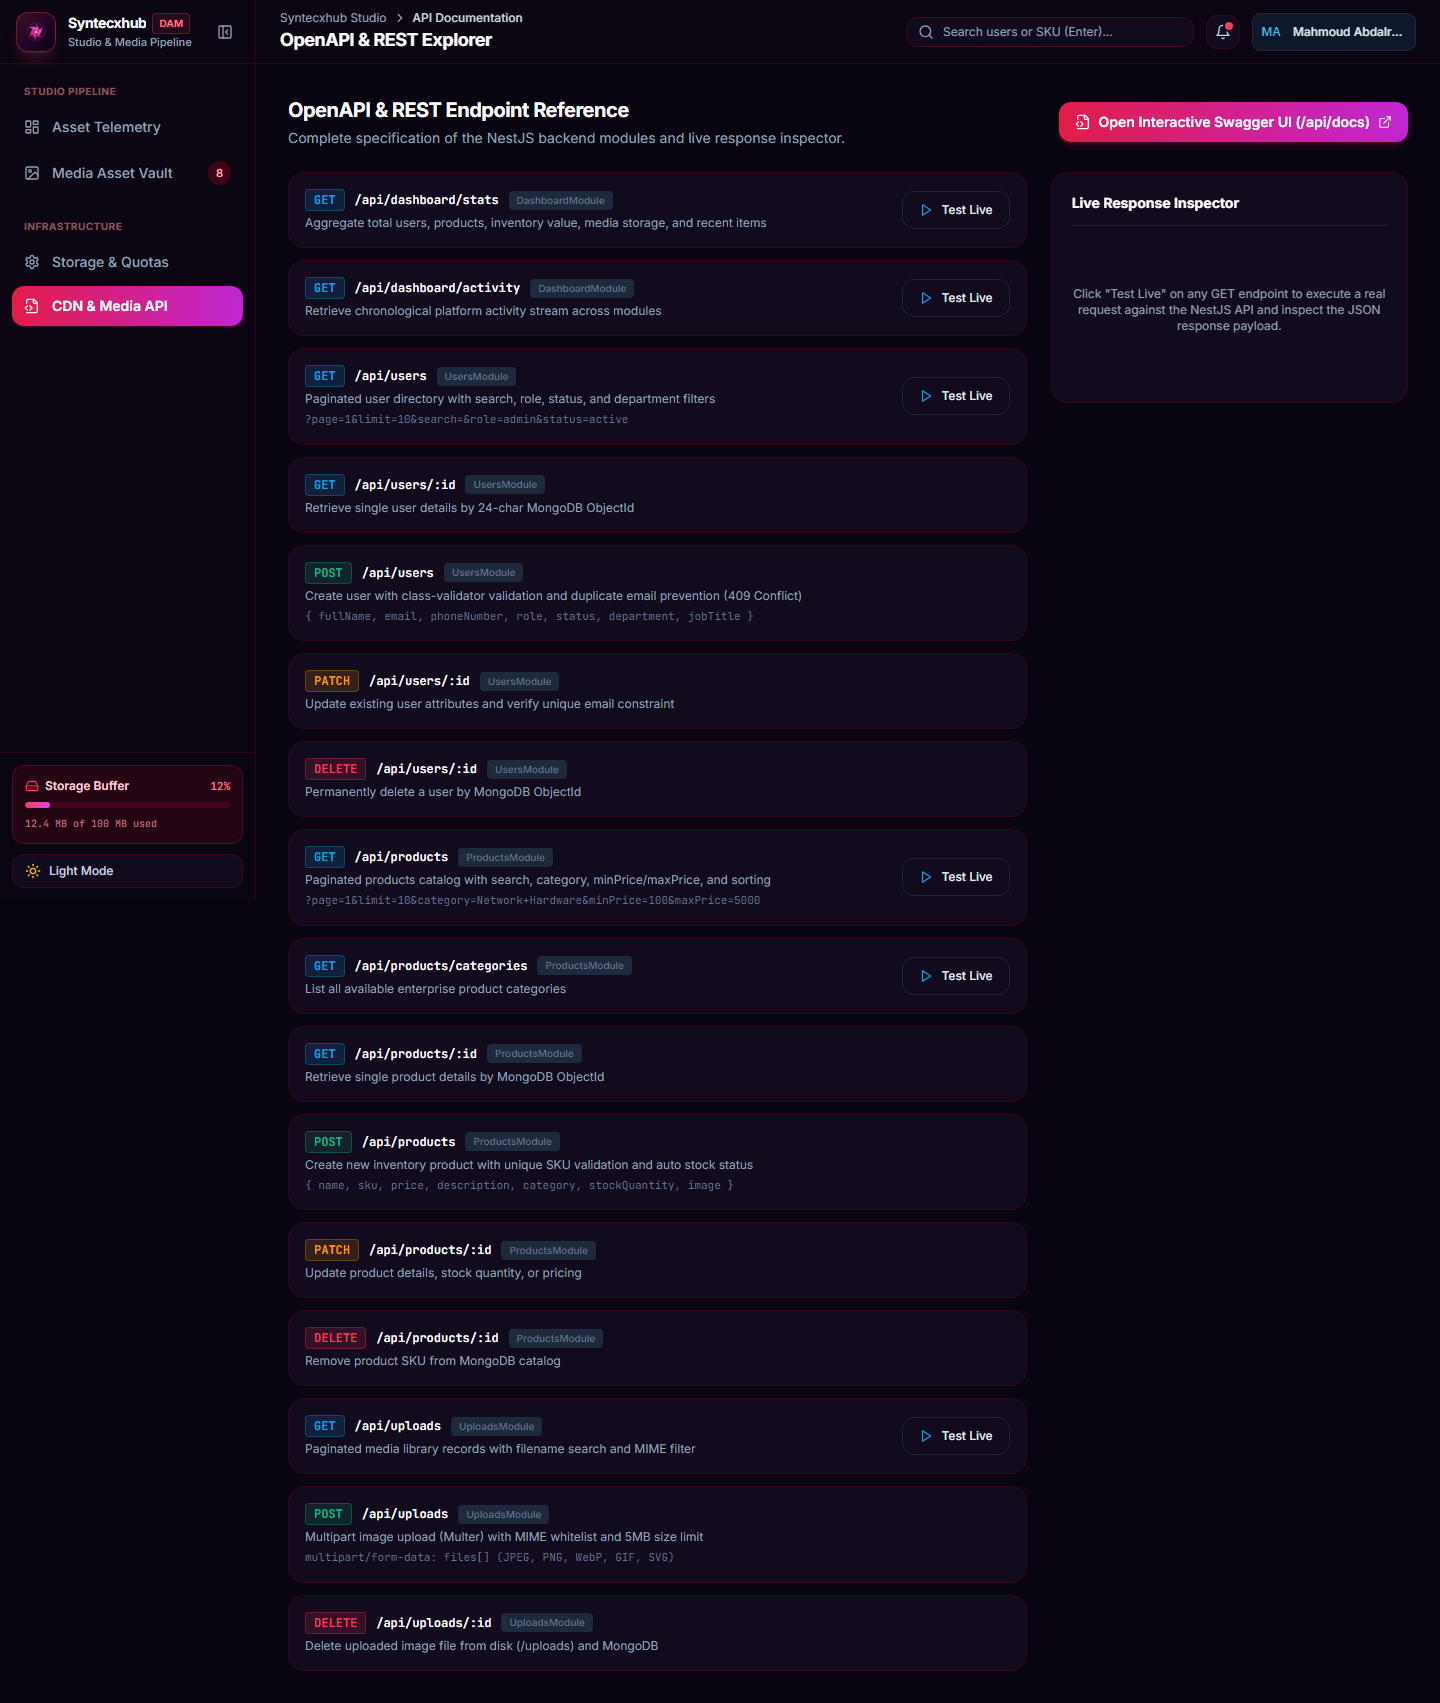 Syntecxhub DAM
Studio & Media Pipeline
Syntecxhub Studio > API Documentation
OpenAPI & REST Explorer
Search users or SKU (Enter)...
MA Mahmoud Abdalr...
STUDIO PIPELINE
Asset Telemetry
Media Asset Vault 8
INFRASTRUCTURE
Storage & Quotas
CDN & Media API
Storage Buffer 12%
12.4 MB of 100 MB used
Light Mode
OpenAPI & REST Endpoint Reference
Complete specification of the NestJS backend modules and live response inspector.
Open Interactive Swagger UI (/api/docs)
GET /api/dashboard/stats DashboardModule
Aggregate total users, products, inventory value, media storage, and recent items
Test Live
GET /api/dashboard/activity DashboardModule
Retrieve chronological platform activity stream across modules
Test Live
GET /api/users UsersModule
Paginated user directory with search, role, status, and department filters
?page=1&limit=10&search=&role=admin&status=active
Test Live
GET /api/users/:id UsersModule
Retrieve single user details by 24-char MongoDB ObjectId
POST /api/users UsersModule
Create user with class-validator validation and duplicate email prevention (409 Conflict)
{ fullName, email, phoneNumber, role, status, department, jobTitle }
PATCH /api/users/:id UsersModule
Update existing user attributes and verify unique email constraint
DELETE /api/users/:id UsersModule
Permanently delete a user by MongoDB ObjectId
GET /api/products ProductsModule
Paginated products catalog with search, category, minPrice/maxPrice, and sorting
?page=1&limit=10&category=Network+Hardware&minPrice=100&maxPrice=5000
Test Live
GET /api/products/categories ProductsModule
List all available enterprise product categories
Test Live
GET /api/products/:id ProductsModule
Retrieve single product details by MongoDB ObjectId
POST /api/products ProductsModule
Create new inventory product with unique SKU validation and auto stock status
{ name, sku, price, description, category, stockQuantity, image }
PATCH /api/products/:id ProductsModule
Update product details, stock quantity, or pricing
DELETE /api/products/:id ProductsModule
Remove product SKU from MongoDB catalog
GET /api/uploads UploadsModule
Paginated media library records with filename search and MIME filter
Test Live
POST /api/uploads UploadsModule
Multipart image upload (Multer) with MIME whitelist and 5MB size limit
multipart/form-data: files[] (JPEG, PNG, WebP, GIF, SVG)
DELETE /api/uploads/:id UploadsModule
Delete uploaded image file from disk (/uploads) and MongoDB
Live Response Inspector
Click "Test Live" on any GET endpoint to execute a real
request against the NestJS API and inspect the JSON
response payload.